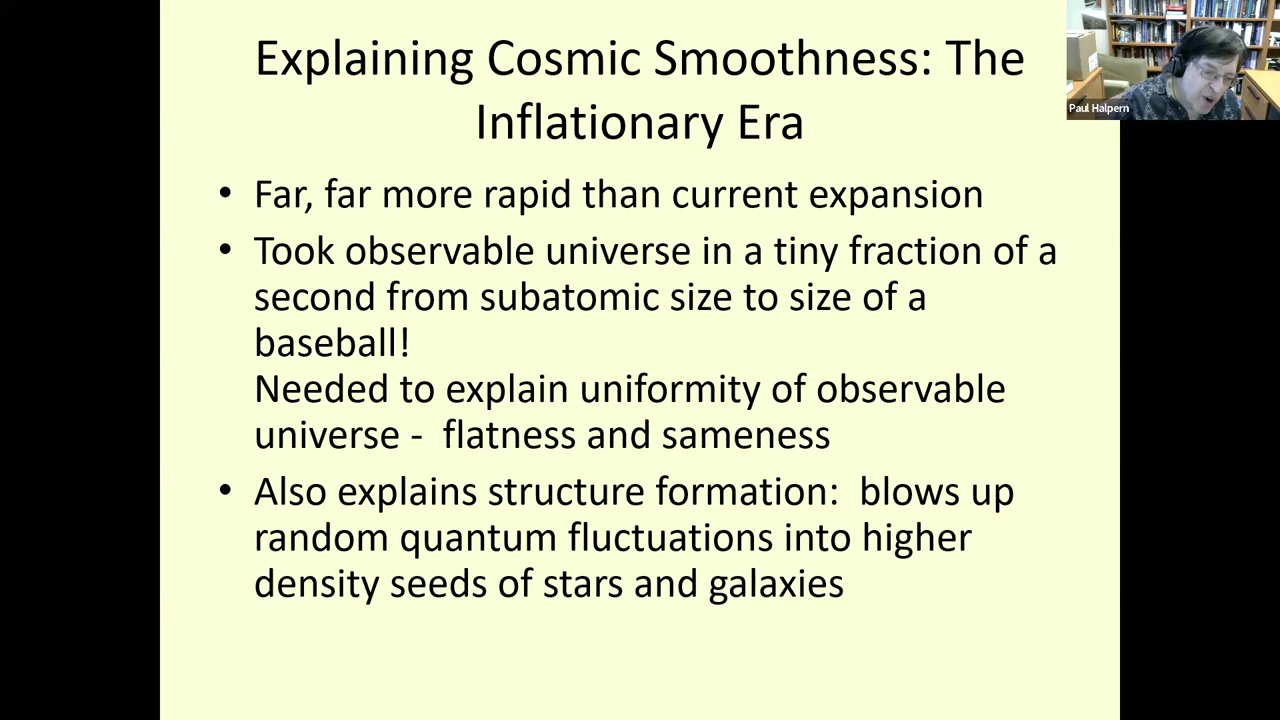 Explaining Cosmic Smoothness: The
Inflationary Era
• Far, far more rapid than current expansion
• Took observable universe in a tiny fraction of a
second from subatomic size to size of a
baseball!
Needed to explain uniformity of observable
universe -  flatness and sameness
• Also explains structure formation:  blows up
random quantum fluctuations into higher
density seeds of stars and galaxies
Paul Halpern